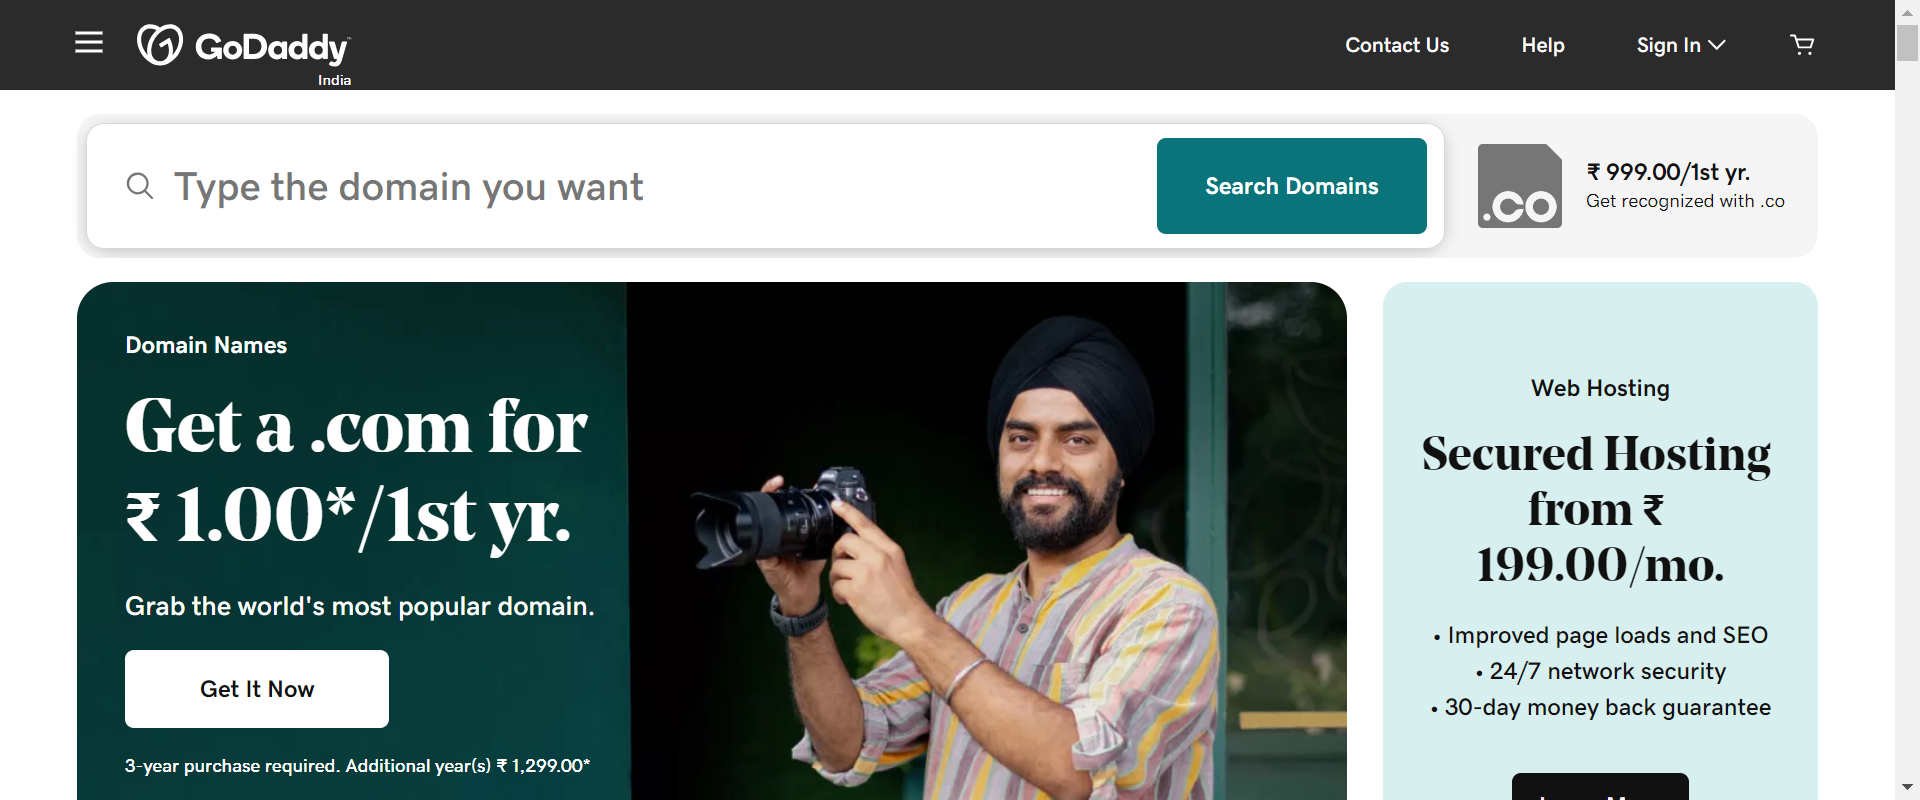 GoDaddy
India
Contact Us
Help
Sign In
Type the domain you want
Search Domains
.co
₹ 999.00/1st yr.
Get recognized with .co
Domain Names
Get a .com for
₹ 1.00*/1st yr.
Grab the world's most popular domain.
Get It Now
3-year purchase required. Additional year(s) ₹ 1,299.00*
Web Hosting
Secured Hosting
from ₹
199.00/mo.
• Improved page loads and SEO
• 24/7 network security
• 30-day money back guarantee